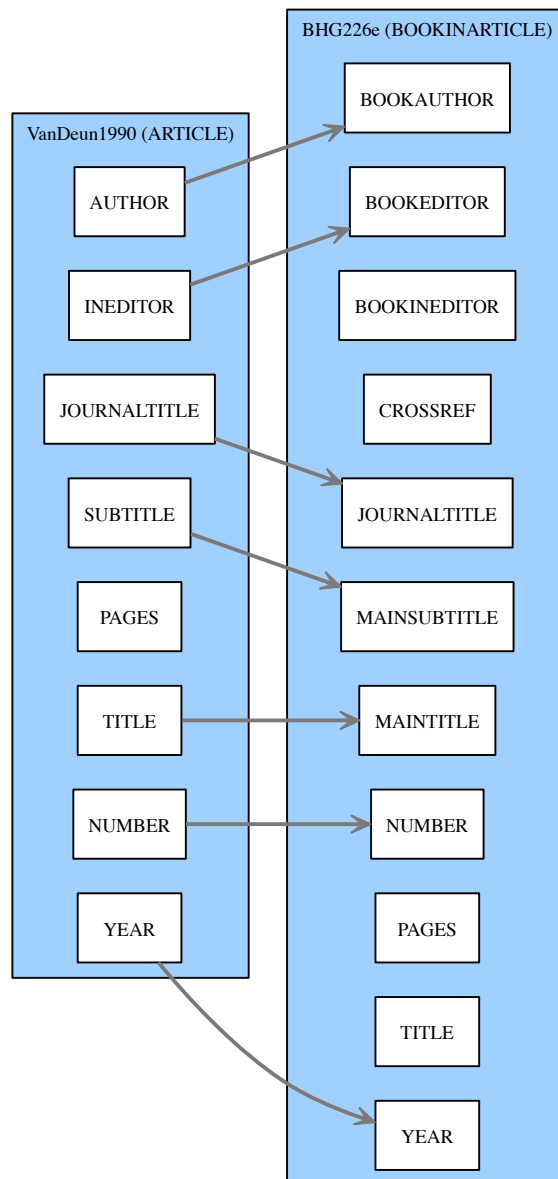 VanDeun1990 (ARTICLE)
AUTHOR
INEDITOR
JOURNALTITLE
SUBTITLE
PAGES
TITLE
NUMBER
YEAR
BHG226e (BOOKINARTICLE)
BOOKAUTHOR
BOOKEDITOR
BOOKINEDITOR
CROSSREF
JOURNALTITLE
MAINSUBTITLE
MAINTITLE
NUMBER
PAGES
TITLE
YEAR